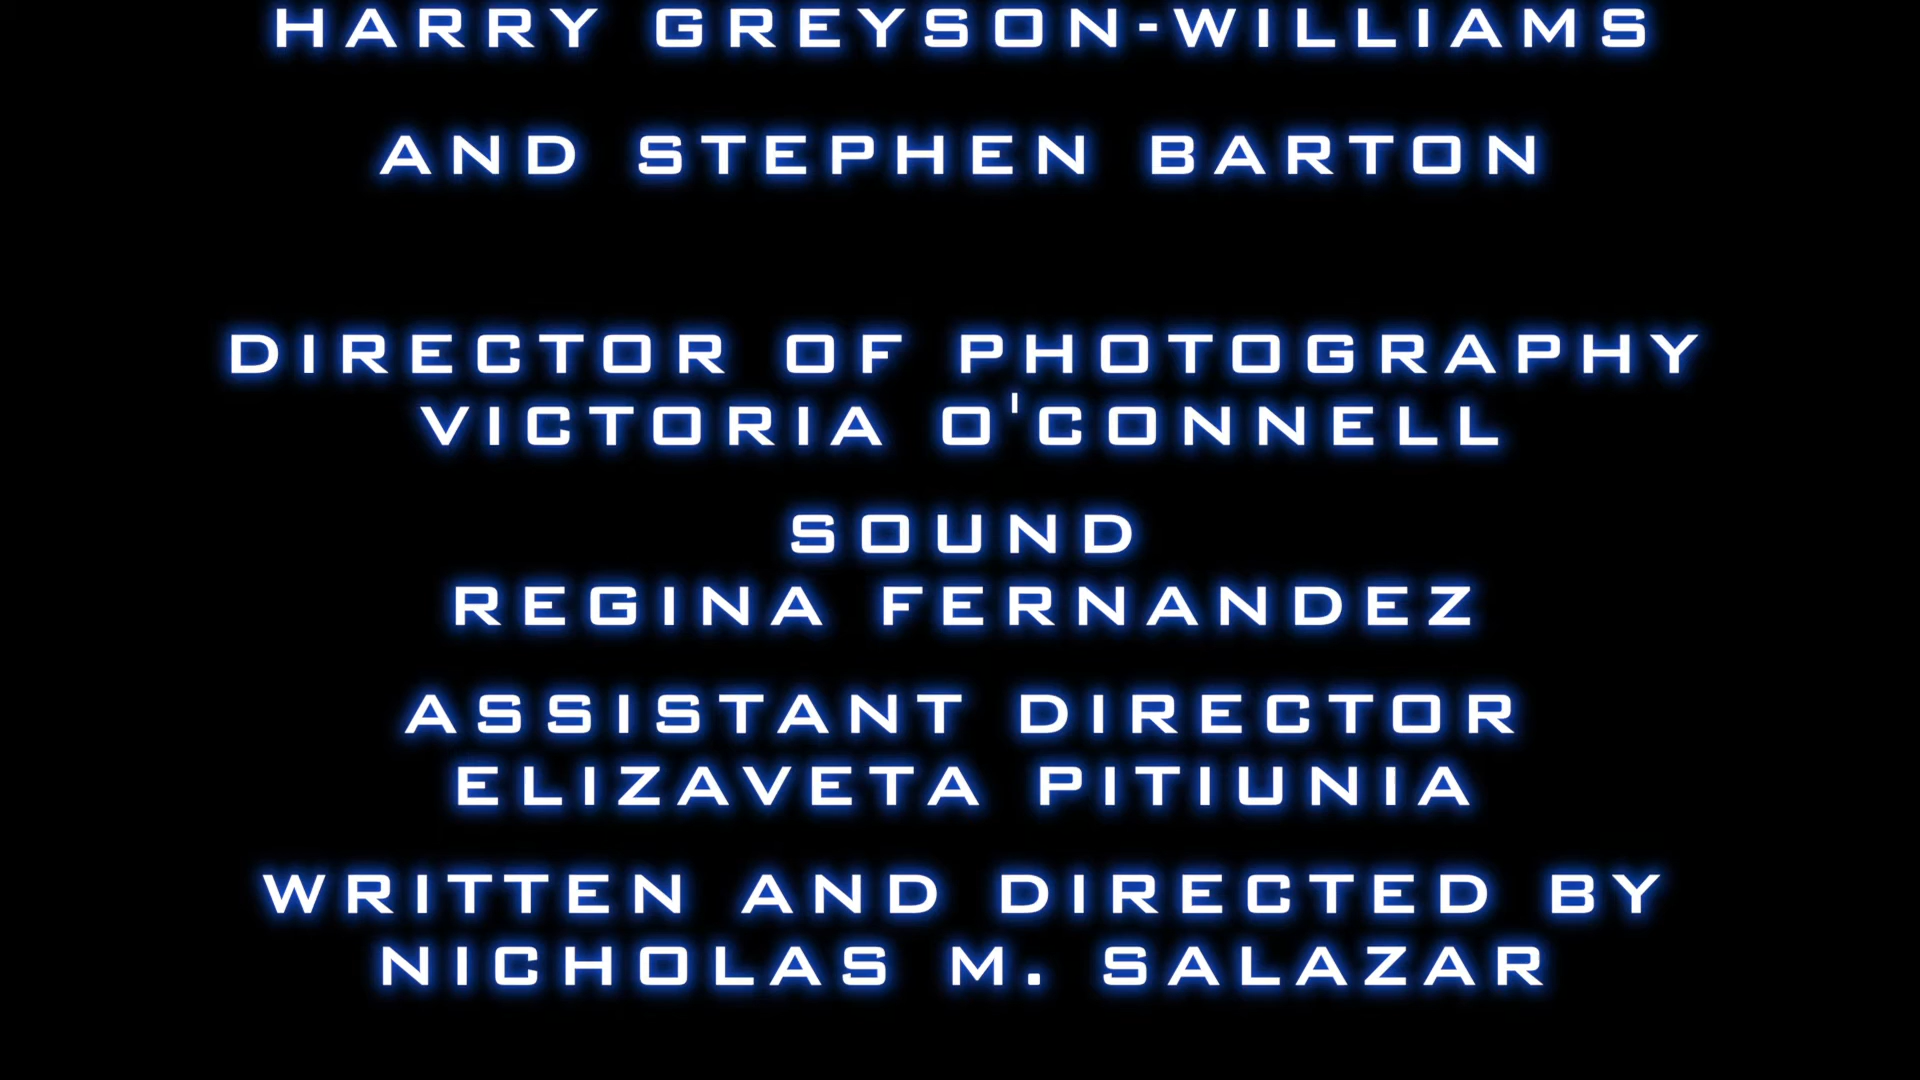 HARRY GREYSON-WILLIAMS
AND STEPHEN BARTON
DIRECTOR OF PHOTOGRAPHY
VICTORIA O'CONNELL
SOUND
REGINA FERNANDEZ
ASSISTANT DIRECTOR
ELIZAVETA PITIUNIA
WRITTEN AND DIRECTED BY
NICHOLAS M. SALAZAR